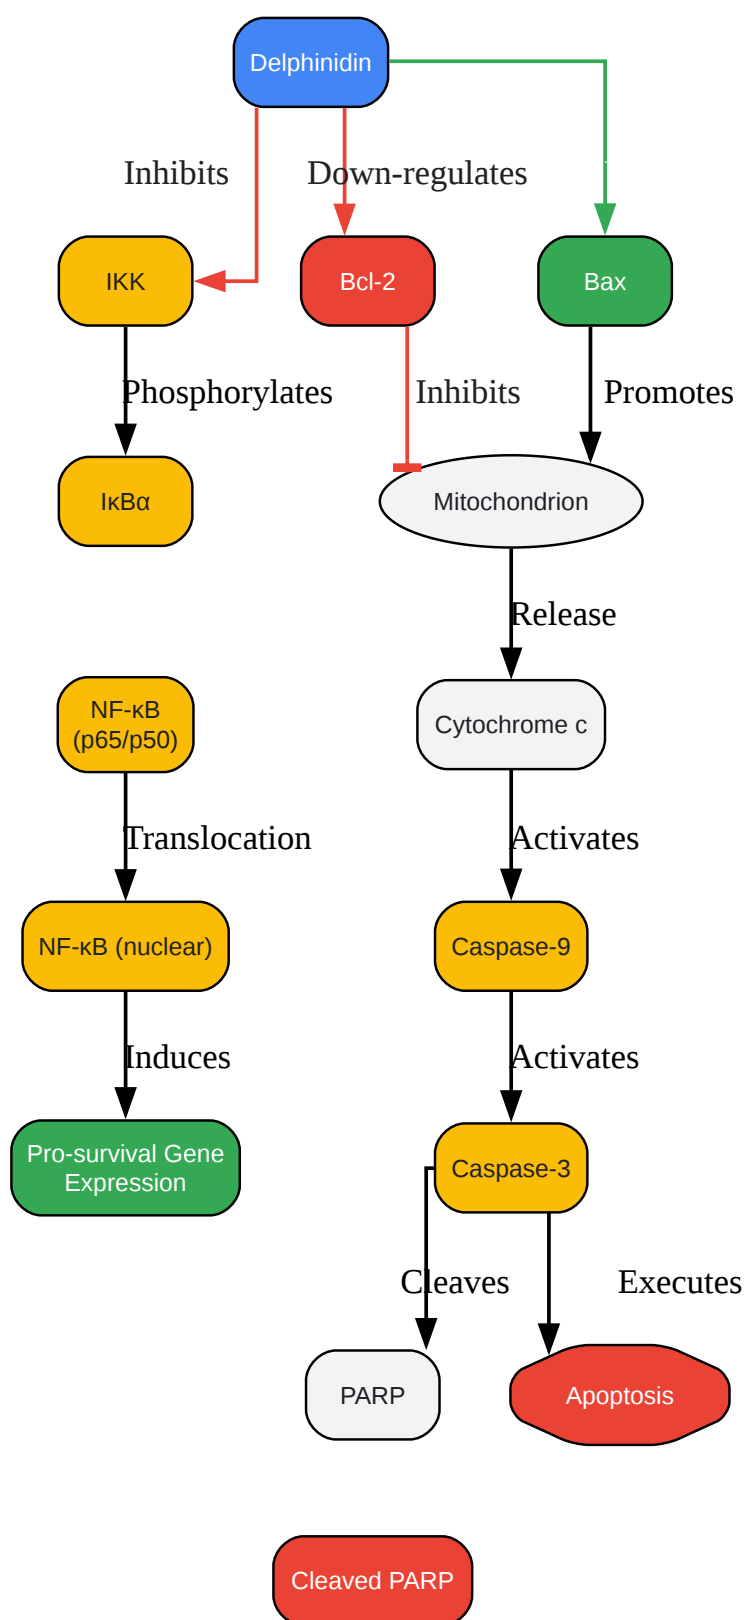 Delphinidin
Inhibits
Down-regulates
IKK
Bcl-2
Bax
Phosphorylates
Inhibits
Promotes
IκBα
Mitochondrion
Release
NF-κB
(p65/p50)
Cytochrome c
Translocation
Activates
NF-κB (nuclear)
Caspase-9
Induces
Activates
Pro-survival Gene
Expression
Caspase-3
Cleaves
Executes
PARP
Apoptosis
Cleaved PARP